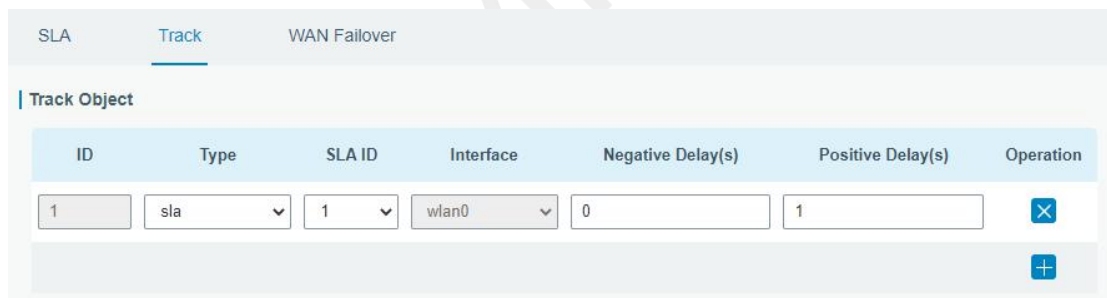 SLA Track WAN Failover
Track Object
ID Type SLA ID Interface Negative Delay(s) Positive Delay(s) Operation
1 sla 1 wlan0 0 1